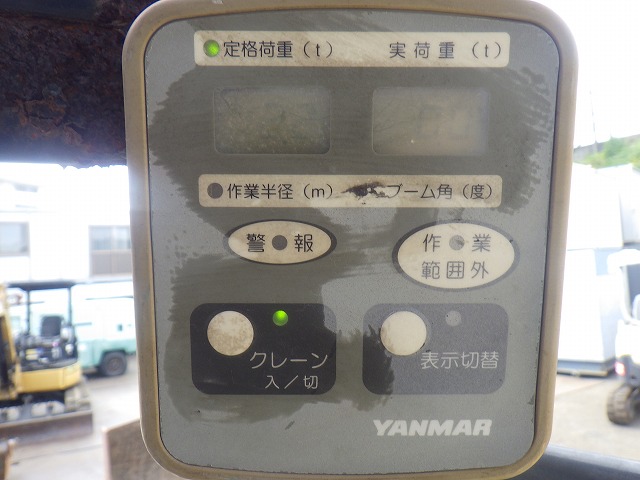 定格荷重(t) 実荷重(t)
作業半径(m) ブーム角(度)
警報
作業
範囲外
クレーン
入/切
表示切替
YANMAR